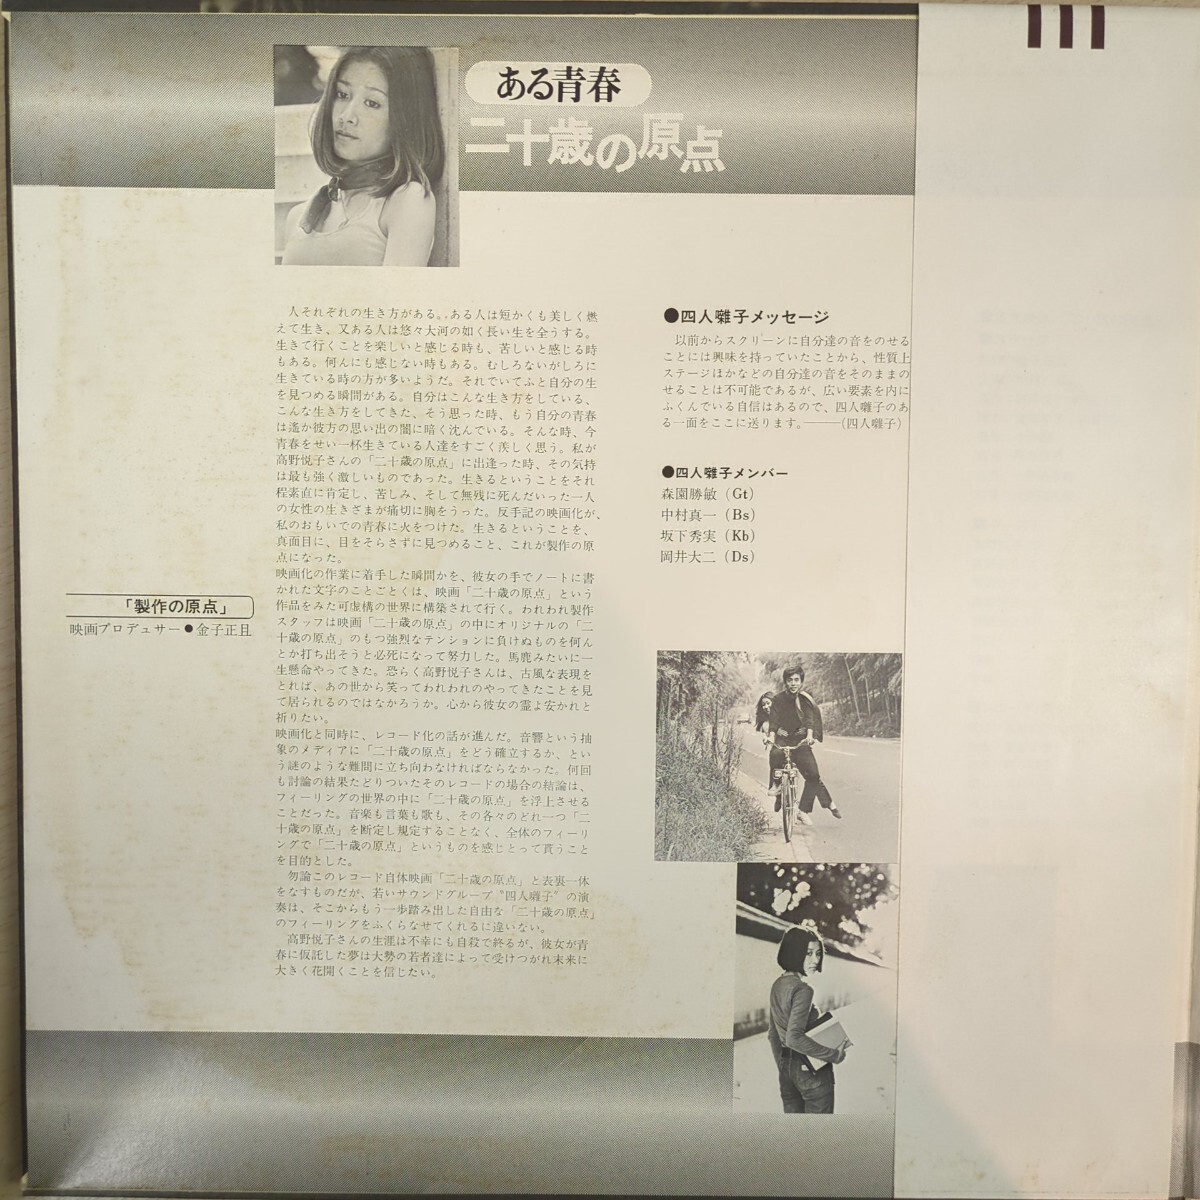 ある青春
二十歳の原点
「製作の原点」
映画プロデュサー●金子正且
人それぞれの生き方がある。ある人は短かくも美しく燃
えて生き、又ある人は悠々大河の如く長い生を全うする。
生きて行くことを楽しいと感じる時も、苦しいと感じる時
もある。何んにも感じない時もある。むしろないがしろに
生きている時の方が多いようだ。それでいてふと自分の生
を見つめる瞬間がある。自分はこんな生き方をしている、
こんな生き方をしてきた、そう思った時、もう自分の青春
は遙か彼方の思い出の闇に暗く沈んでいる。そんな時、今
青春をせい一杯生きている人達をすごく羨しく思う。私が
高野悦子さんの「二十歳の原点」に出逢った時、その気持
は最も強く激しいものであった。生きるということをそれ
程素直に肯定し、苦しみ、そして無残に死んだいった一人
の女性の生きざまが痛切に胸をうった。反手記の映画化が、
私のおもいでの青春に火をつけた。生きるということを、
真面目に、目をそらさずに見つめること、これが製作の原
点になった。
映画化の作業に着手した瞬間かを、彼女の手でノートに書
かれた文字のことごとくは、映画「二十歳の原点」という
作品をみた可虚構の世界に構築されて行く。われわれ製作
スタッフは映画「二十歳の原点」の中にオリジナルの「二
十歳の原点」のもつ強烈なテンションに負けぬものを何ん
とか打ち出そうと必死になって努力した。馬鹿みたいに一
生懸命やってきた。恐らく高野悦子さんは、古風な表現を
とれば、あの世から笑ってわれわれのやってきたことを見
て居られるのではなかろうか。心から彼女の霊よ安かれと
祈りたい。
映画化と同時に、レコード化の話が進んだ。音響という抽
象のメディアに「二十歳の原点」をどう確立するか、とい
う謎のような難問に立ち向わなければならなかった。何回
も討論の結果たどりついたそのレコードの場合の結論は、
フィーリングの世界の中に「二十歳の原点」を浮上させる
ことだった。音楽も言葉も歌も、その各々のどれ一つ「二
十歳の原点」を断定し規定することなく、全体のフィーリ
ングで「二十歳の原点」というものを感じとって貰うこと
を目的とした。
勿論このレコード自体映画「二十歳の原点」と表裏一体
をなすものだが、若いサウンドグループ〝四人囃子〟の演
奏は、そこからもう一歩踏み出した自由な「二十歳の原点」
のフィーリングをふくらなせてくれるに違いない。
高野悦子さんの生涯は不幸にも自殺で終るが、彼女が青
春に仮託した夢は大勢の若者達によって受けつがれ未来に
大きく花開くことを信じたい。
●四人囃子メッセージ
以前からスクリーンに自分達の音をのせる
ことには興味を持っていたことから、性質上
ステージほかなどの自分達の音をそのままの
せることは不可能であるが、広い要素を内に
ふくんでいる自信はあるので、四人囃子のあ
る一面をここに送ります。――(四人囃子)
●四人囃子メンバー
森園勝敏(Gt)
中村真一(Bs)
坂下秀実(Kb)
岡井大二(Ds)